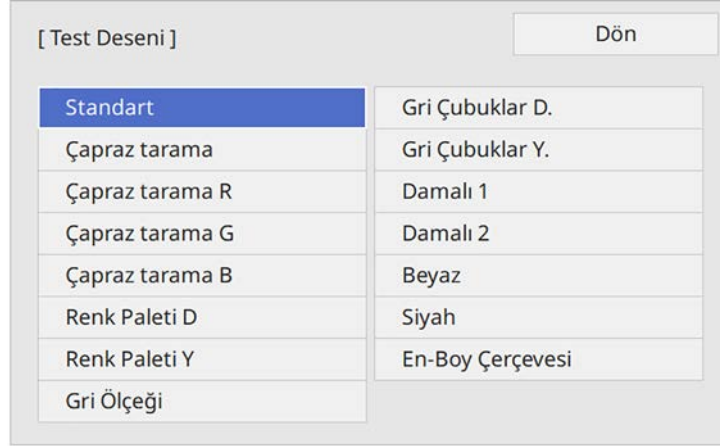 [ Test Deseni ]
Dön
Standart
Çapraz tarama
Çapraz tarama R
Çapraz tarama G
Çapraz tarama B
Renk Paleti D
Renk Paleti Y
Gri Ölçeği
Gri Çubuklar D.
Gri Çubuklar Y.
Damalı 1
Damalı 2
Beyaz
Siyah
En-Boy Çerçevesi